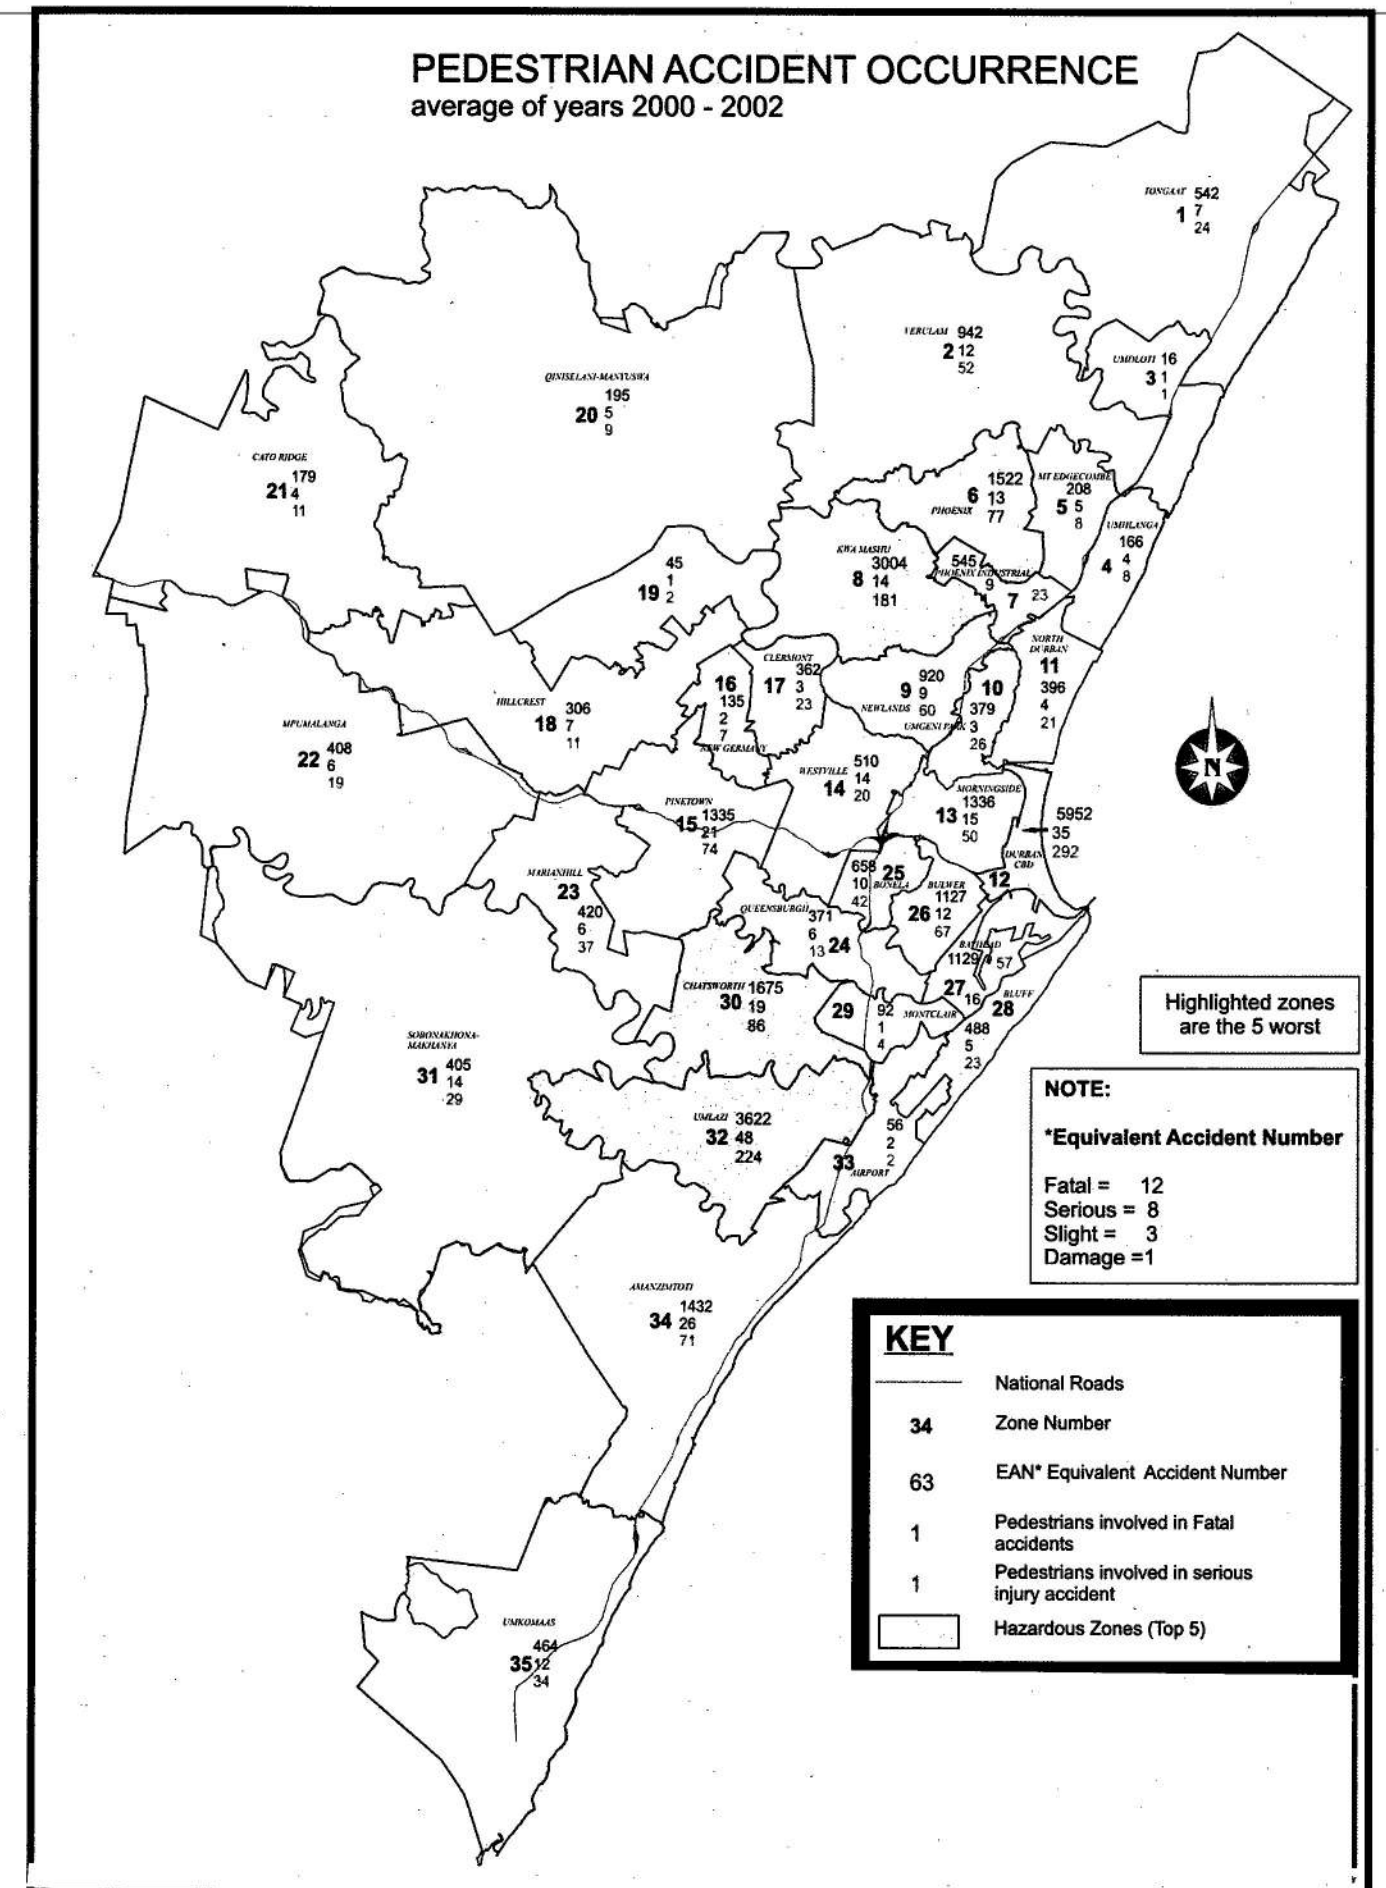 PEDESTRIAN ACCIDENT OCCURRENCE
average of years 2000 - 2002
TONGAAT 542
1 7
24
VERULAM 942
2 12
52
UMDLOTI 16
3 1
1
QINISELANI-MANYUSWA
195
20 5
9
CATO RIDGE
179
21 4
11
1522
6 13
PHOENIX 77
MT EDGECOMBE
208
5 5
8
UMHLANGA
166
4 4
8
KWA MASHU
3004
8 14
181
545
PHOENIX INDUSTRIAL
9
7 23
45
1
19 2
NORTH
DURBAN
11
396
4
21
CLERMONT
362
17 3
23
16
135
2
7
NEW GERMANY
920
9 9
NEWLANDS 60
10
379
UMGENI PARK 3
26
HILLCREST 306
18 7
11
MPUMALANGA
408
22 6
19
WESTVILLE 510
14 14
20
MORNINGSIDE
1336
13 15
50
PINETOWN
1335
15 21
74
5952
35
292
DURBAN
CBD
12
MARIANHILL
23
420
6
37
658
10
42
25
BONELA
BULWER
1127
26 12
67
QUEENSBURGH 371
6
13 24
BAYHEAD
1129 57
27 16
BLUFF
28
488
5
23
CHATSWORTH 1675
30 19
86
29 92
1
4
MONTCLAIR
SOBONAKHONA-
MAKHANYA
405
31 14
29
UMLAZI 3622
32 48
224
56
2
2
33
AIRPORT
AMANZIMTOTI
1432
34 26
71
UMKOMAAS
464
35 12
34
N
Highlighted zones
are the 5 worst
NOTE:
*Equivalent Accident Number
Fatal = 12
Serious = 8
Slight = 3
Damage =1
KEY
National Roads
34 Zone Number
63 EAN* Equivalent Accident Number
1 Pedestrians involved in Fatal
accidents
1 Pedestrians involved in serious
injury accident
Hazardous Zones (Top 5)